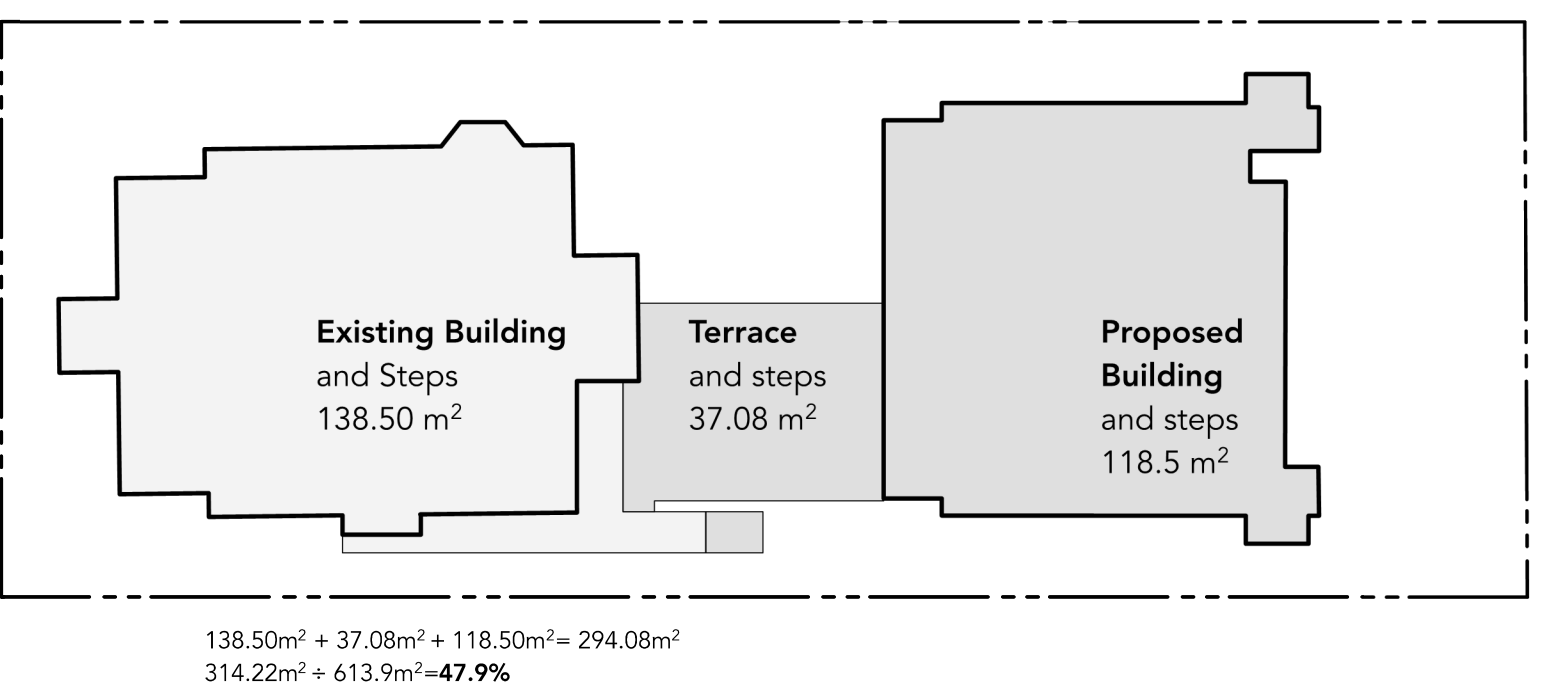 Existing Building
and Steps
138.50 m²
Terrace
and steps
37.08 m²
Proposed
Building
and steps
118.5 m²
138.50m² + 37.08m² + 118.50m²= 294.08m²
314.22m² ÷ 613.9m²=47.9%